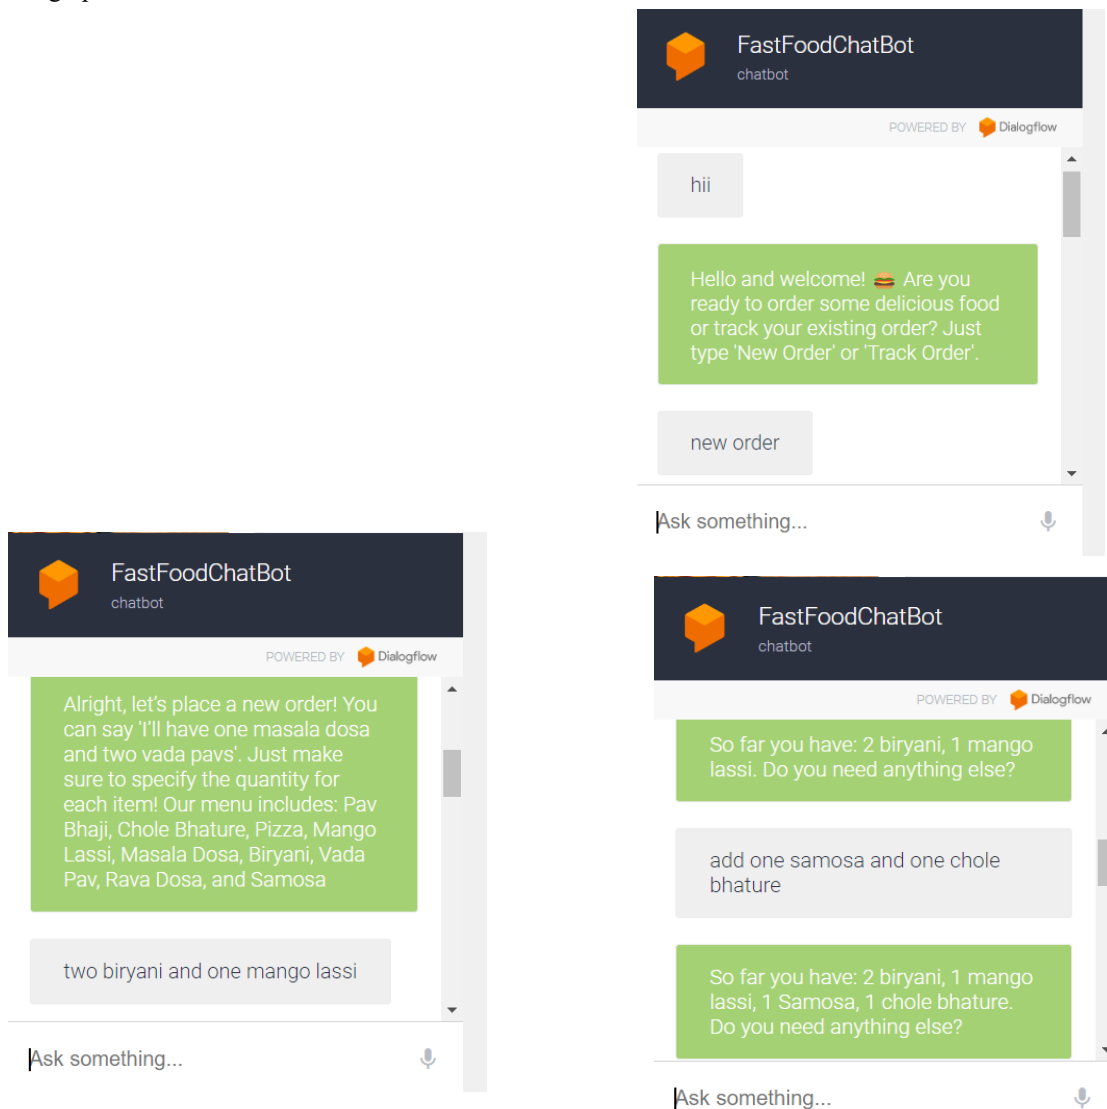 FastFoodChatBot
chatbot
POWERED BY Dialogflow
hii
Hello and welcome! 🍔 Are you
ready to order some delicious food
or track your existing order? Just
type 'New Order' or 'Track Order'.
new order
Ask something...
FastFoodChatBot
chatbot
POWERED BY Dialogflow
Alright, let's place a new order! You
can say 'I'll have one masala dosa
and two vada pavs'. Just make
sure to specify the quantity for
each item! Our menu includes: Pav
Bhaji, Chole Bhature, Pizza, Mango
Lassi, Masala Dosa, Biryani, Vada
Pav, Rava Dosa, and Samosa
two biryani and one mango lassi
Ask something...
FastFoodChatBot
chatbot
POWERED BY Dialogflow
So far you have: 2 biryani, 1 mango
lassi. Do you need anything else?
add one samosa and one chole
bhature
So far you have: 2 biryani, 1 mango
lassi, 1 Samosa, 1 chole bhature.
Do you need anything else?
Ask something...